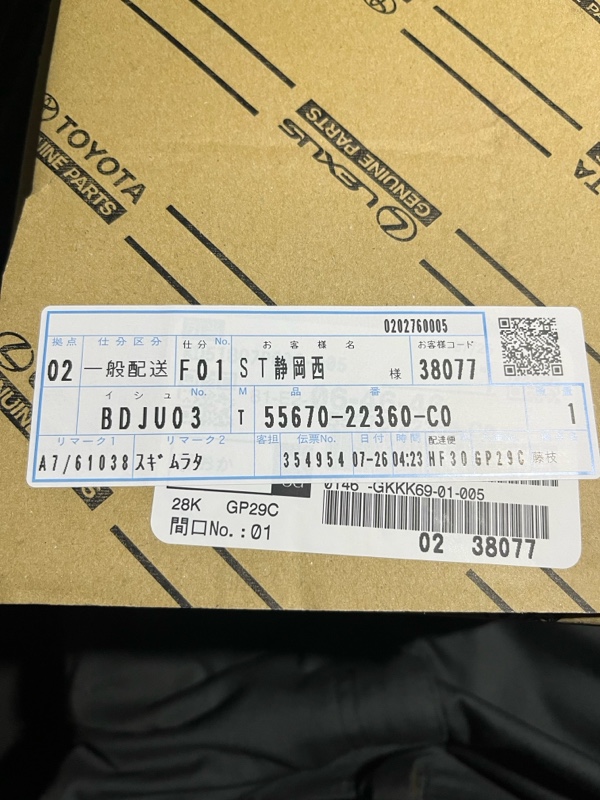 TOYOTA
GENUINE PARTS
LEXUS
GENUINE PARTS
0202760005
拠点 仕分区分 仕分 No. お客様名 お客様コード
02 一般配送 F01 ST静岡西 様 38077
イシュ No. M 品番
BDJU03 T 55670-22360-C0 1
リマーク1 リマーク2 客担 伝票No. 日付 時間 配達便
A7/61038 スギムラタ 354954 07-26 04:23 HF30 GP29C 藤枝
0146 -GKKK69-01-005
28K GP29C
間口No.:01
02 38077